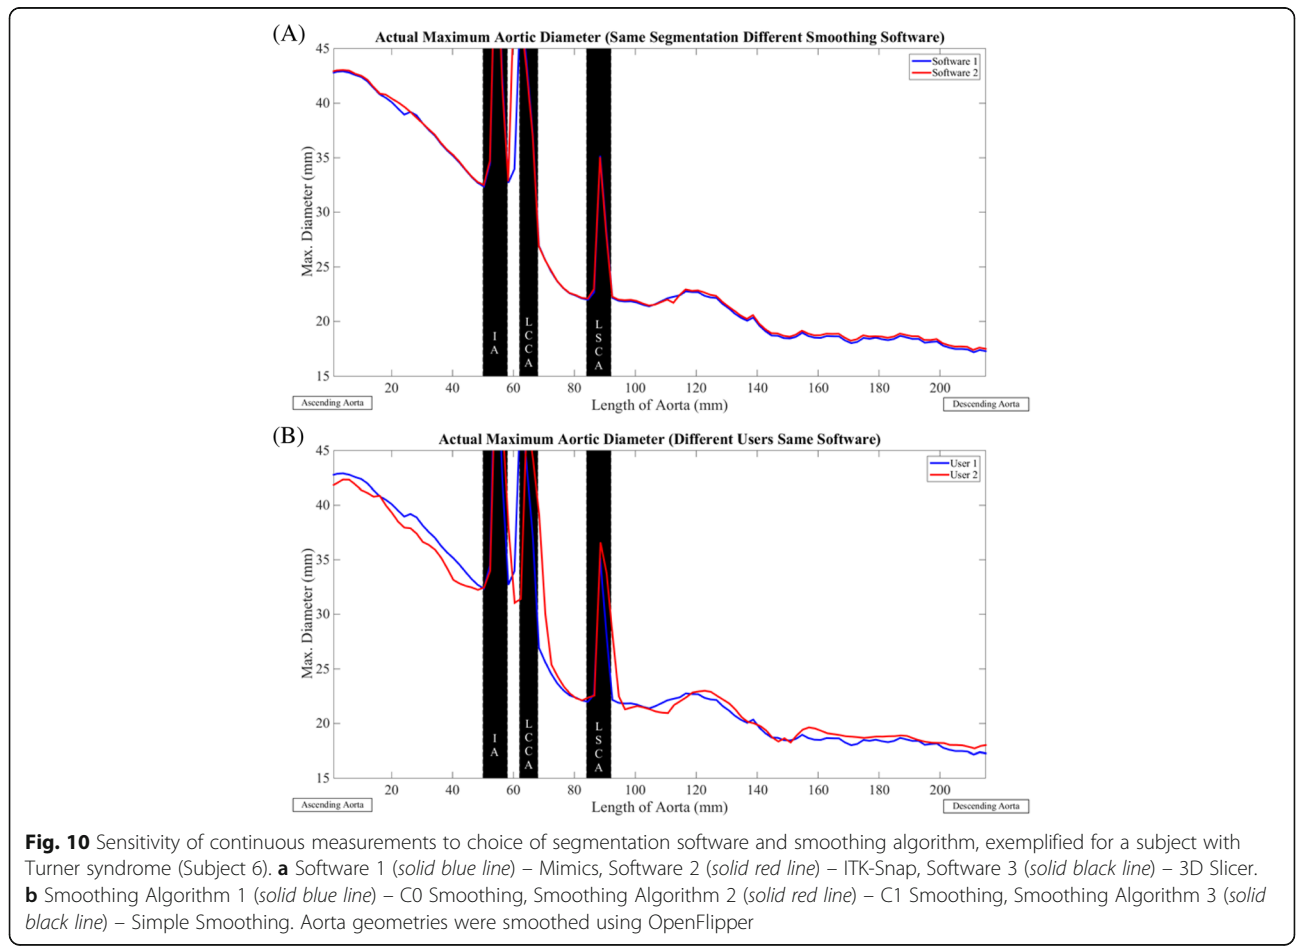 (A)
Actual Maximum Aortic Diameter (Same Segmentation Different Smoothing Software)
Software 1
Software 2
Max. Diameter (mm)
45
40
35
30
25
20
15
I
A
L
C
C
A
L
S
C
A
20 40 60 80 100 120 140 160 180 200
Ascending Aorta
Length of Aorta (mm)
Descending Aorta
(B)
Actual Maximum Aortic Diameter (Different Users Same Software)
User 1
User 2
Max. Diameter (mm)
45
40
35
30
25
20
15
I
A
L
C
C
A
L
S
C
A
20 40 60 80 100 120 140 160 180 200
Ascending Aorta
Length of Aorta (mm)
Descending Aorta
Fig. 10 Sensitivity of continuous measurements to choice of segmentation software and smoothing algorithm, exemplified for a subject with
Turner syndrome (Subject 6). a Software 1 (solid blue line) – Mimics, Software 2 (solid red line) – ITK-Snap, Software 3 (solid black line) – 3D Slicer.
b Smoothing Algorithm 1 (solid blue line) – C0 Smoothing, Smoothing Algorithm 2 (solid red line) – C1 Smoothing, Smoothing Algorithm 3 (solid
black line) – Simple Smoothing. Aorta geometries were smoothed using OpenFlipper